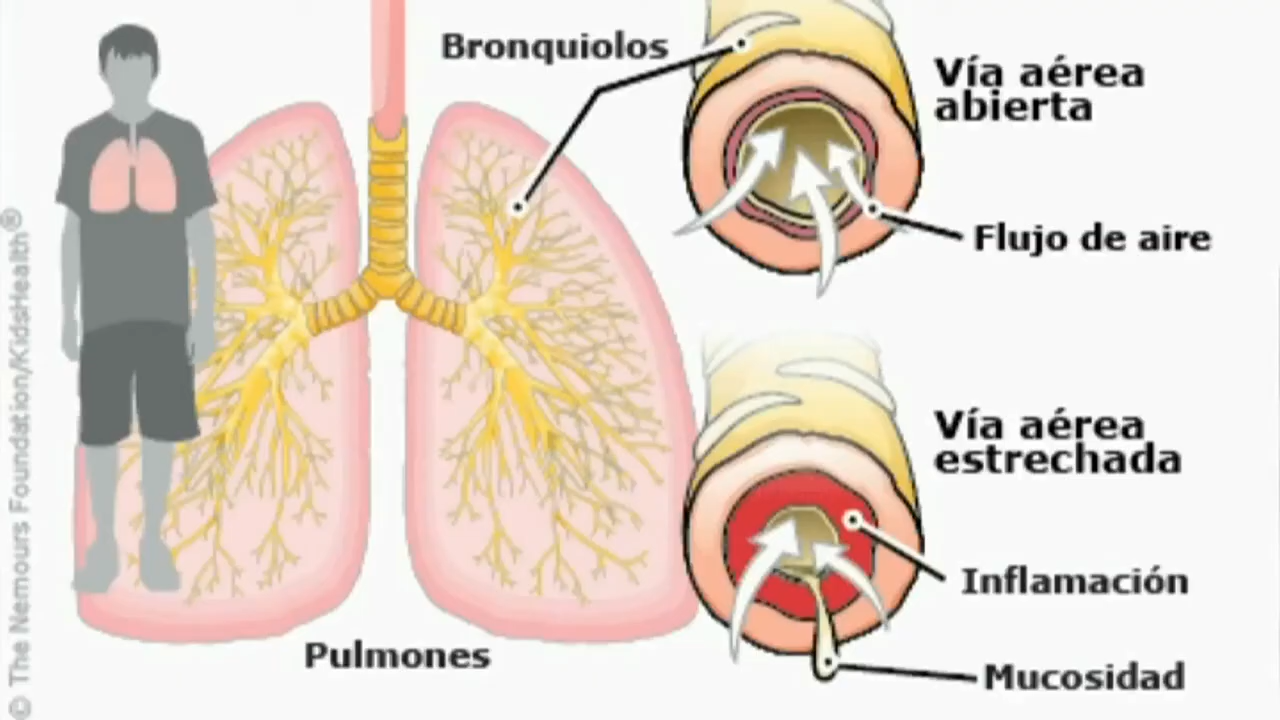 Bronquiolos
Vía aérea
abierta
Flujo de aire
Vía aérea
estrechada
Inflamación
Mucosidad
Pulmones
© The Nemours Foundation/KidsHealth®